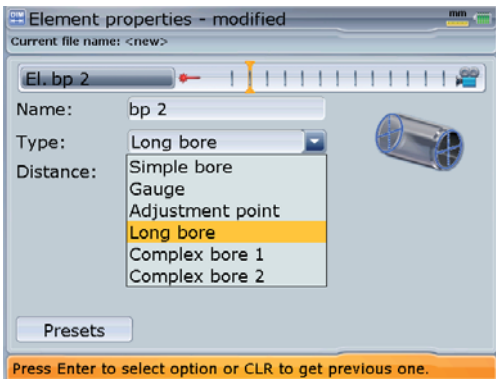 Element properties - modified
mm
Current file name: <new>
El. bp 2
Name: bp 2
Type: Long bore
Distance:
Simple bore
Gauge
Adjustment point
Long bore
Complex bore 1
Complex bore 2
Presets
Press Enter to select option or CLR to get previous one.